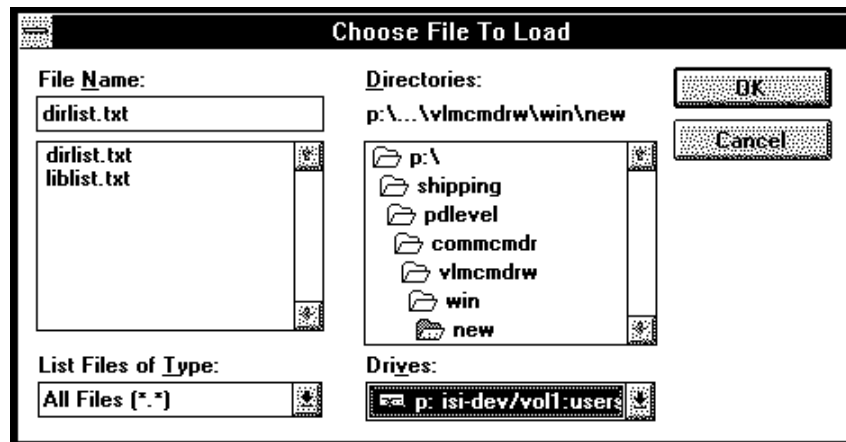 Choose File To Load
File Name:
dirlist.txt
dirlist.txt
liblist.txt
List Files of Type:
All Files (*.*)
Directories:
p:\...\vlmcmdrw\win\new
p:\
shipping
pdlevel
commcmdr
vlmcmdrw
win
new
Drives:
p: isi-dev/vol1:users
OK
Cancel